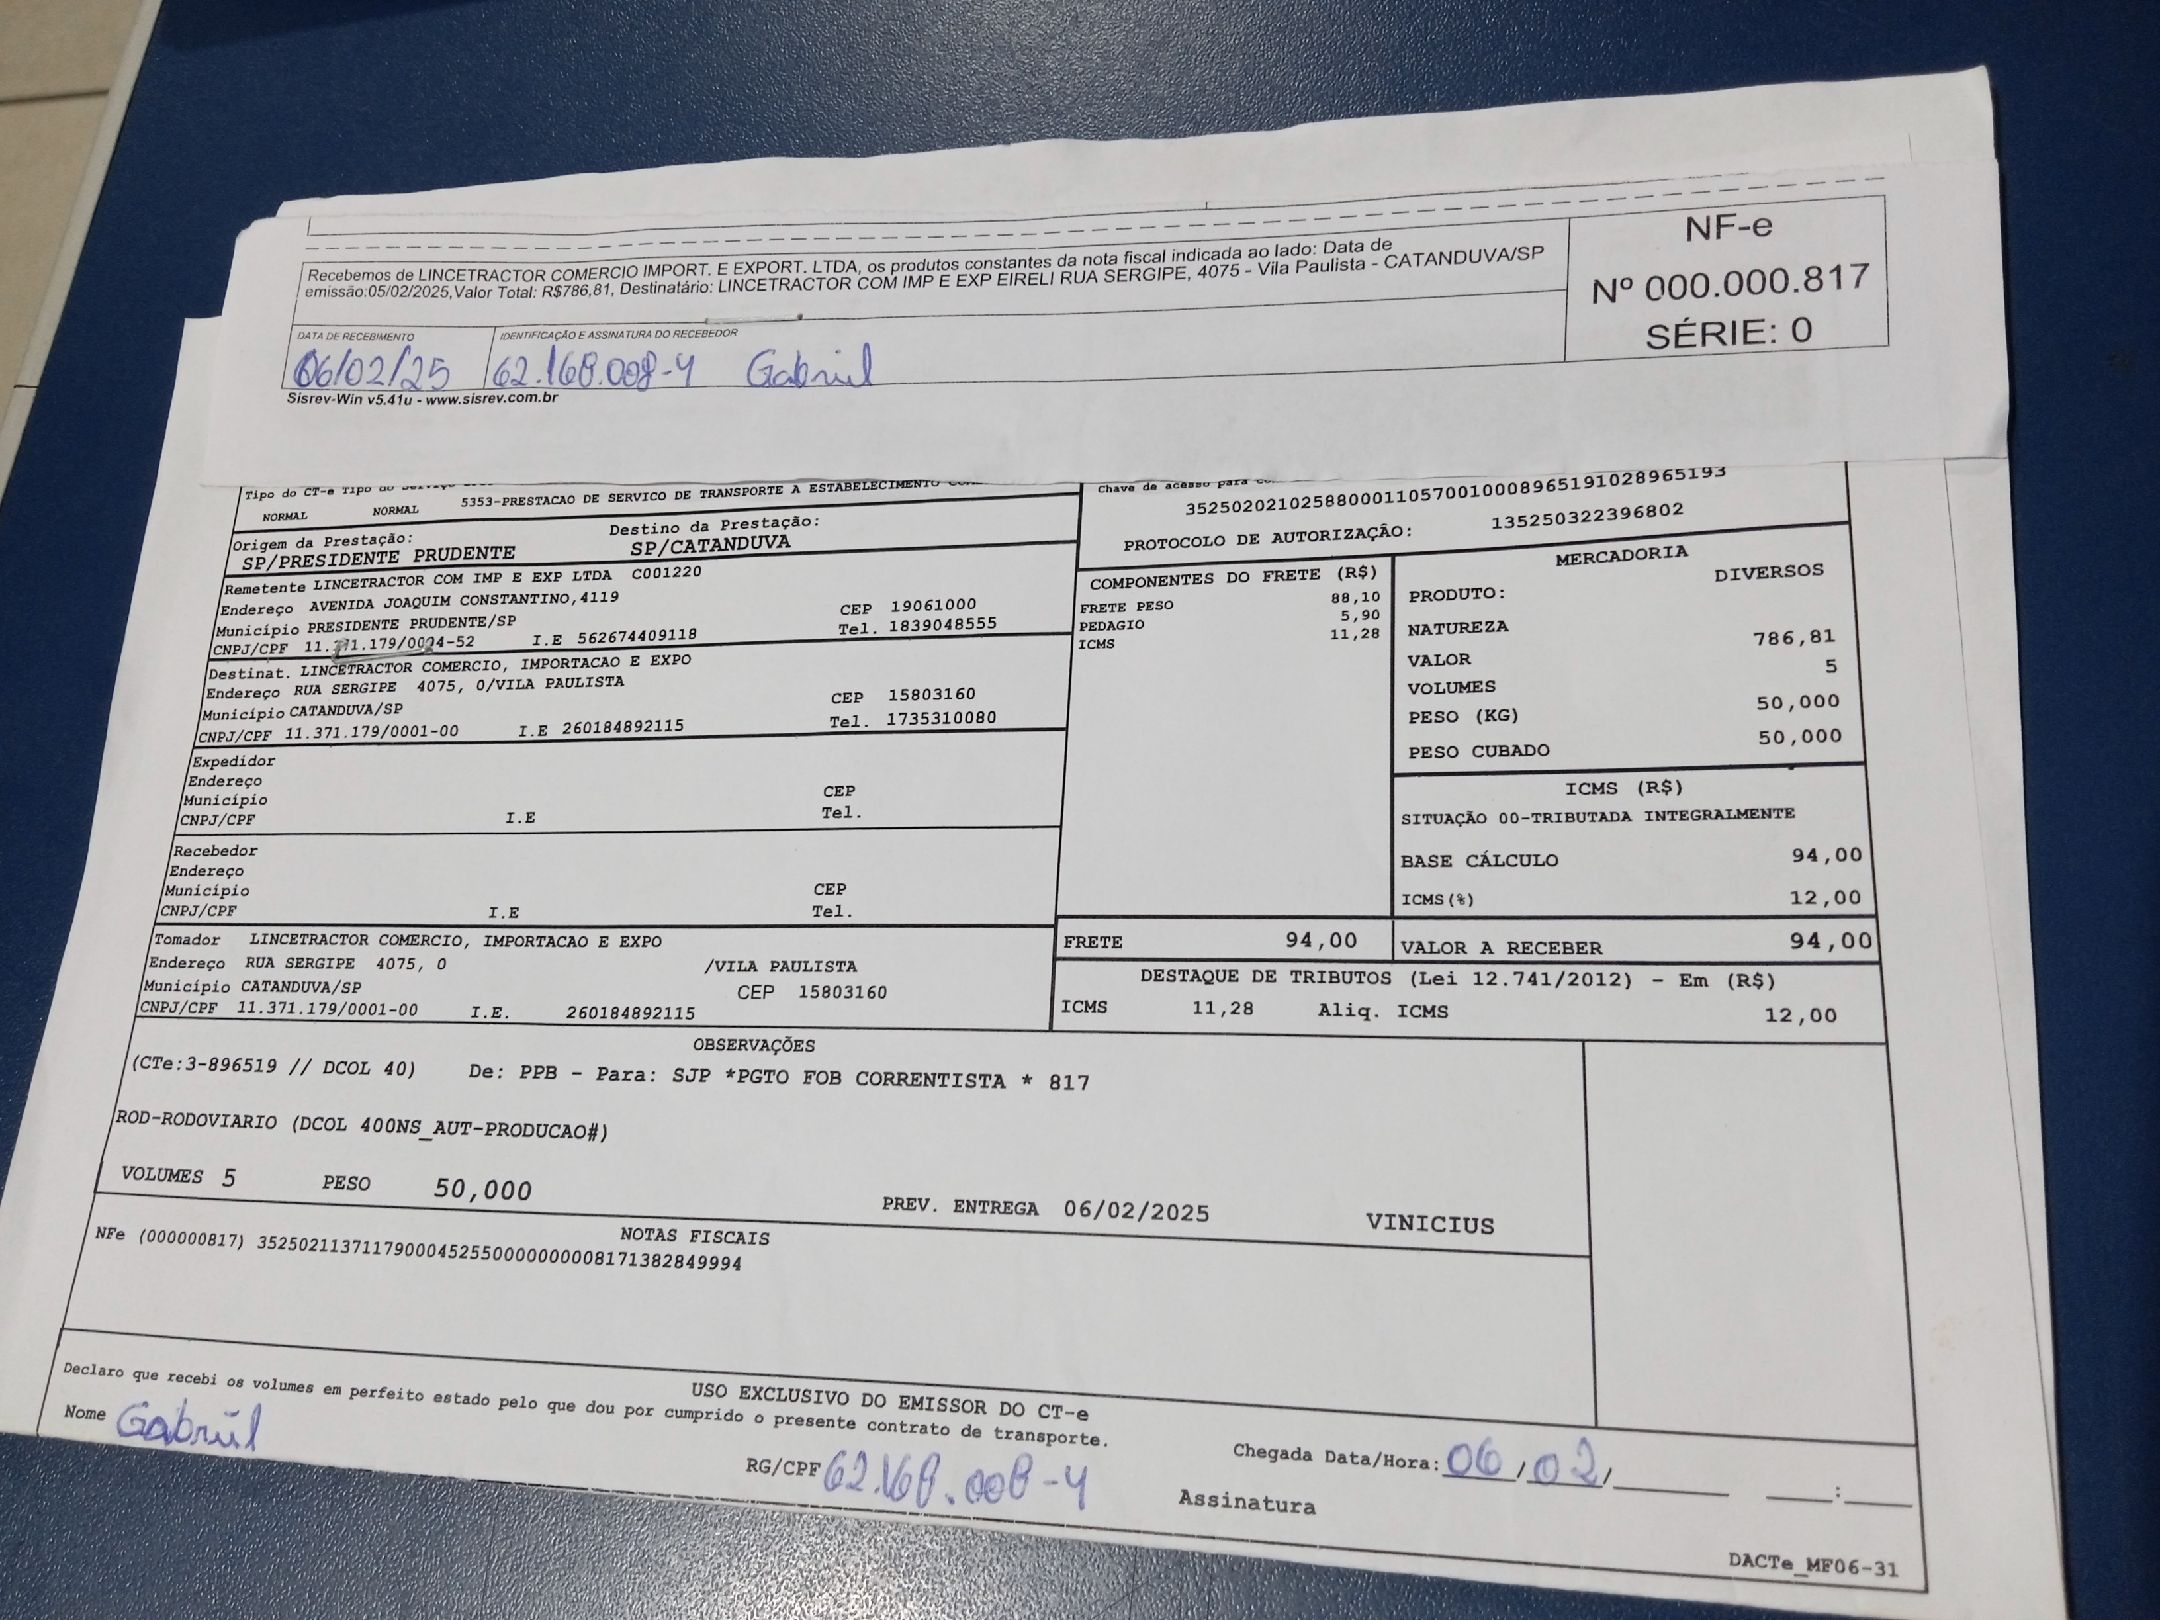 Recebemos de LINCETRACTOR COMERCIO IMPORT. E EXPORT. LTDA, os produtos constantes da nota fiscal indicada ao lado: Data de
emissão:05/02/2025,Valor Total: R$786,81, Destinatário: LINCETRACTOR COM IMP E EXP EIRELI RUA SERGIPE, 4075 - Vila Paulista - CATANDUVA/SP
NF-e
Nº 000.000.817
SÉRIE: 0
DATA DE RECEBIMENTO
06/02/25
IDENTIFICAÇÃO E ASSINATURA DO RECEBEDOR
62.168.008-4 Gabriel
Sisrev-Win v5.41u - www.sisrev.com.br
Tipo do CT-e Tipo do
NORMAL NORMAL 5353-PRESTACAO DE SERVICO DE TRANSPORTE A ESTABELECIMENTO
Origem da Prestação: Destino da Prestação:
SP/PRESIDENTE PRUDENTE SP/CATANDUVA
Remetente LINCETRACTOR COM IMP E EXP LTDA C001220
Endereço AVENIDA JOAQUIM CONSTANTINO,4119 CEP 19061000
Município PRESIDENTE PRUDENTE/SP Tel. 1839048555
CNPJ/CPF I.E 562674409118
Destinat. LINCETRACTOR COMERCIO, IMPORTACAO E EXPO
Endereço RUA SERGIPE 4075, 0/VILA PAULISTA CEP 15803160
Município CATANDUVA/SP Tel. 1735310080
CNPJ/CPF 11.371.179/0001-00 I.E 260184892115
Expedidor
Endereço
Município CEP
CNPJ/CPF I.E Tel.
Recebedor
Endereço
Município CEP
CNPJ/CPF I.E Tel.
Tomador LINCETRACTOR COMERCIO, IMPORTACAO E EXPO
Endereço RUA SERGIPE 4075, 0 /VILA PAULISTA
Município CATANDUVA/SP CEP 15803160
CNPJ/CPF 11.371.179/0001-00 I.E. 260184892115
Chave de acesso para
35250202102588000110570010008965191028965193
PROTOCOLO DE AUTORIZAÇÃO: 135250322396802
COMPONENTES DO FRETE (R$)
FRETE PESO 88,10
PEDAGIO 5,90
ICMS 11,28
MERCADORIA
PRODUTO: DIVERSOS
NATUREZA
VALOR 786,81
VOLUMES 5
PESO (KG) 50,000
PESO CUBADO 50,000
ICMS (R$)
SITUAÇÃO 00-TRIBUTADA INTEGRALMENTE
BASE CÁLCULO 94,00
ICMS(%) 12,00
FRETE 94,00 VALOR A RECEBER 94,00
DESTAQUE DE TRIBUTOS (Lei 12.741/2012) - Em (R$)
ICMS 11,28 Aliq. ICMS 12,00
OBSERVAÇÕES
(CTe:3-896519 // DCOL 40) De: PPB - Para: SJP *PGTO FOB CORRENTISTA * 817
ROD-RODOVIARIO (DCOL 400NS_AUT-PRODUCAO#)
VOLUMES 5 PESO 50,000 PREV. ENTREGA 06/02/2025 VINICIUS
NOTAS FISCAIS
NFe (000000817) 35250211371179000452550000000008171382849994
USO EXCLUSIVO DO EMISSOR DO CT-e
Declaro que recebi os volumes em perfeito estado pelo que dou por cumprido o presente contrato de transporte.
Nome Gabriel RG/CPF 62.168.008-4 Chegada Data/Hora: 06/02/ :
Assinatura
DACTe_MF06-31